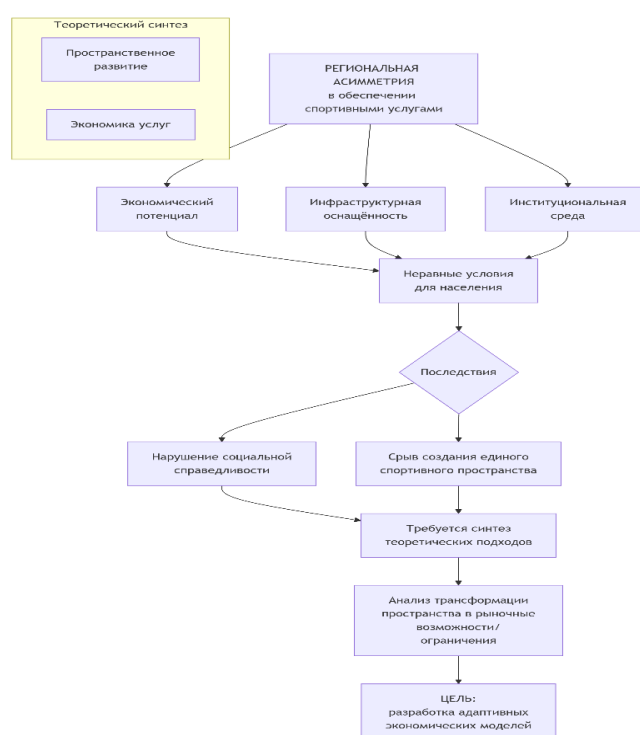 Теоретический синтез
Пространственное
развитие
Экономика услуг
РЕГИОНАЛЬНАЯ
АСИММЕТРИЯ
в обеспечении
спортивными услугами
Экономический
потенциал
Инфраструктурная
оснащённость
Институциональная
среда
Неравные условия
для населения
Последствия
Нарушение социальной
справедливости
Срыв создания единого
спортивного пространства
Требуется синтез
теоретических подходов
Анализ трансформации
пространства в рыночные
возможности/
ограничения
ЦЕЛЬ:
разработка адаптивных
экономических моделей